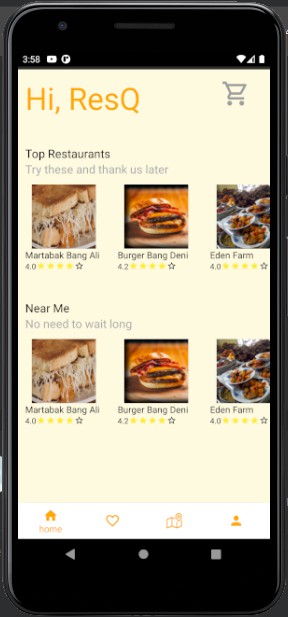 3:58
Hi, ResQ
Top Restaurants
Try these and thank us later
Martabak Bang Ali Burger Bang Deni Eden Farm
4.0 4.2 4.0
Near Me
No need to wait long
Martabak Bang Ali Burger Bang Deni Eden Farm
4.0 4.2 4.0
home